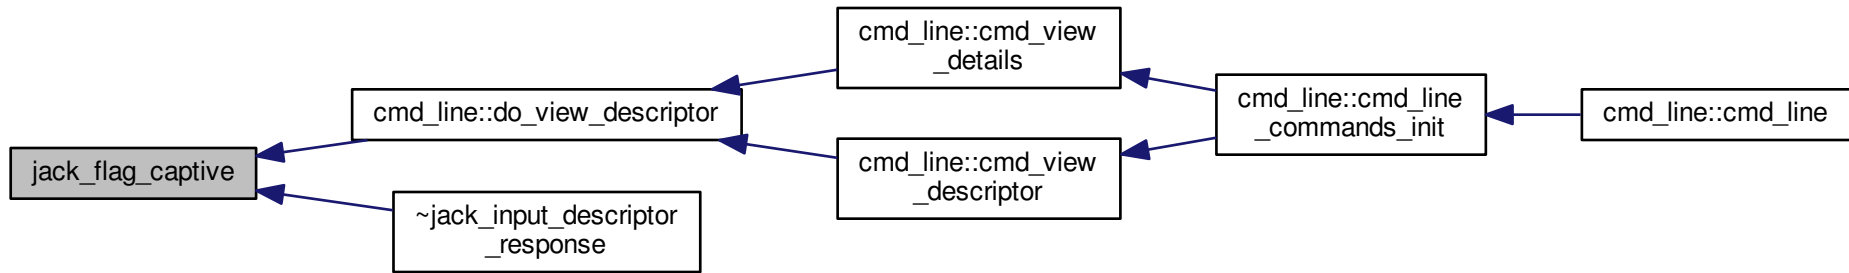 jack_flag_captive
cmd_line::do_view_descriptor
~jack_input_descriptor
_response
cmd_line::cmd_view
_details
cmd_line::cmd_view
_descriptor
cmd_line::cmd_line
_commands_init
cmd_line::cmd_line